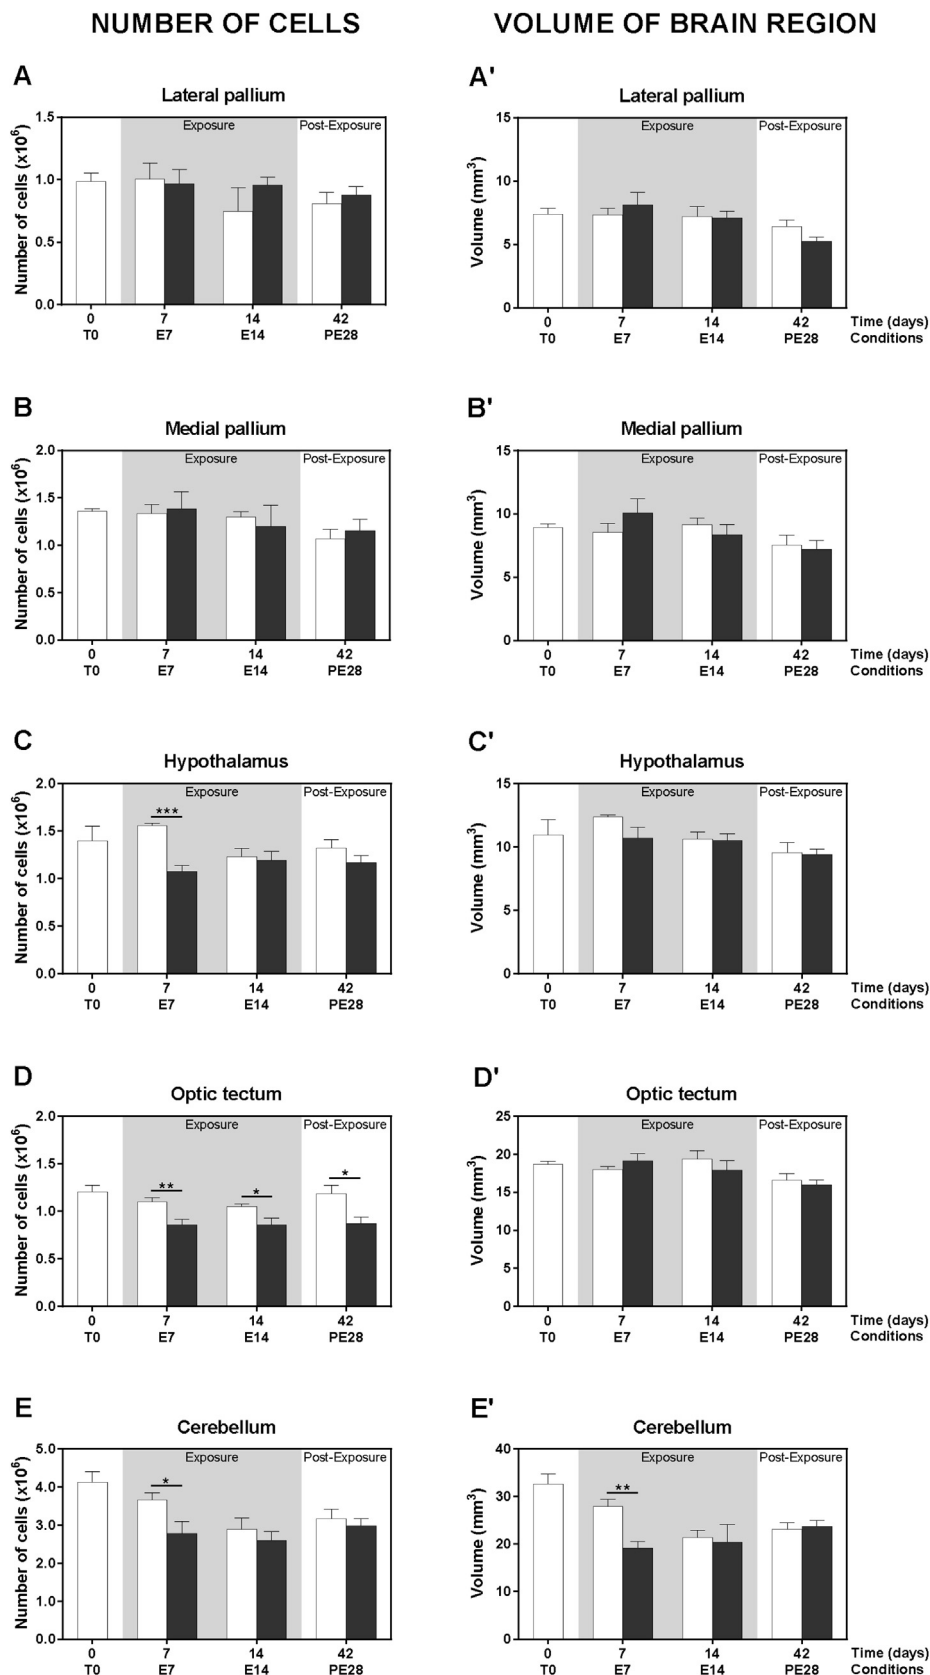 NUMBER OF CELLS
VOLUME OF BRAIN REGION
A
Lateral pallium
Number of cells (x10⁶)
1.5
1.0
0.5
0.0
Exposure
Post-Exposure
0 7 14 42
T0 E7 E14 PE28
A'
Lateral pallium
Volume (mm³)
15
10
5
0
Exposure
Post-Exposure
0 7 14 42 Time (days)
T0 E7 E14 PE28 Conditions
B
Medial pallium
Number of cells (x10⁶)
2.0
1.5
1.0
0.5
0.0
Exposure
Post-Exposure
0 7 14 42
T0 E7 E14 PE28
B'
Medial pallium
Volume (mm³)
15
10
5
0
Exposure
Post-Exposure
0 7 14 42 Time (days)
T0 E7 E14 PE28 Conditions
C
Hypothalamus
Number of cells (x10⁶)
2.0
1.5
1.0
0.5
0.0
Exposure
Post-Exposure
***
0 7 14 42
T0 E7 E14 PE28
C'
Hypothalamus
Volume (mm³)
15
10
5
0
Exposure
Post-Exposure
0 7 14 42 Time (days)
T0 E7 E14 PE28 Conditions
D
Optic tectum
Number of cells (x10⁶)
2.0
1.5
1.0
0.5
0.0
Exposure
Post-Exposure
** * *
0 7 14 42
T0 E7 E14 PE28
D'
Optic tectum
Volume (mm³)
25
20
15
10
5
0
Exposure
Post-Exposure
0 7 14 42 Time (days)
T0 E7 E14 PE28 Conditions
E
Cerebellum
Number of cells (x10⁶)
5.0
4.0
3.0
2.0
1.0
0.0
Exposure
Post-Exposure
*
0 7 14 42
T0 E7 E14 PE28
E'
Cerebellum
Volume (mm³)
40
30
20
10
0
Exposure
Post-Exposure
**
0 7 14 42 Time (days)
T0 E7 E14 PE28 Conditions